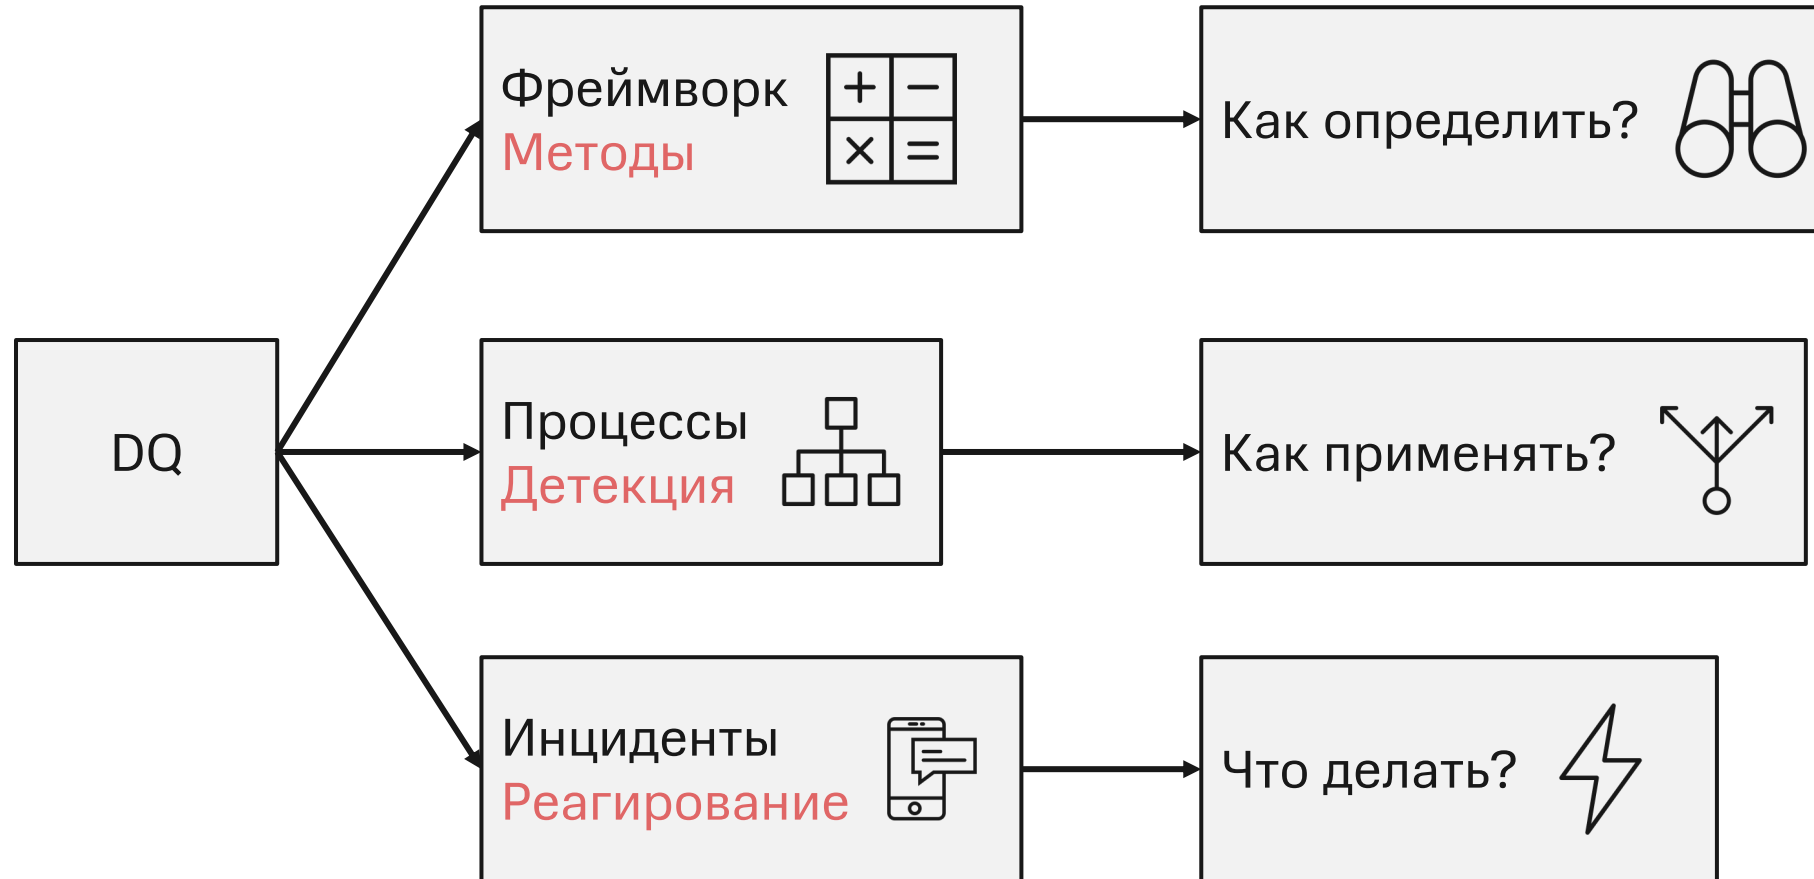 Фреймворк
Методы
Как определить?
DQ
Процессы
Детекция
Как применять?
Инциденты
Реагирование
Что делать?